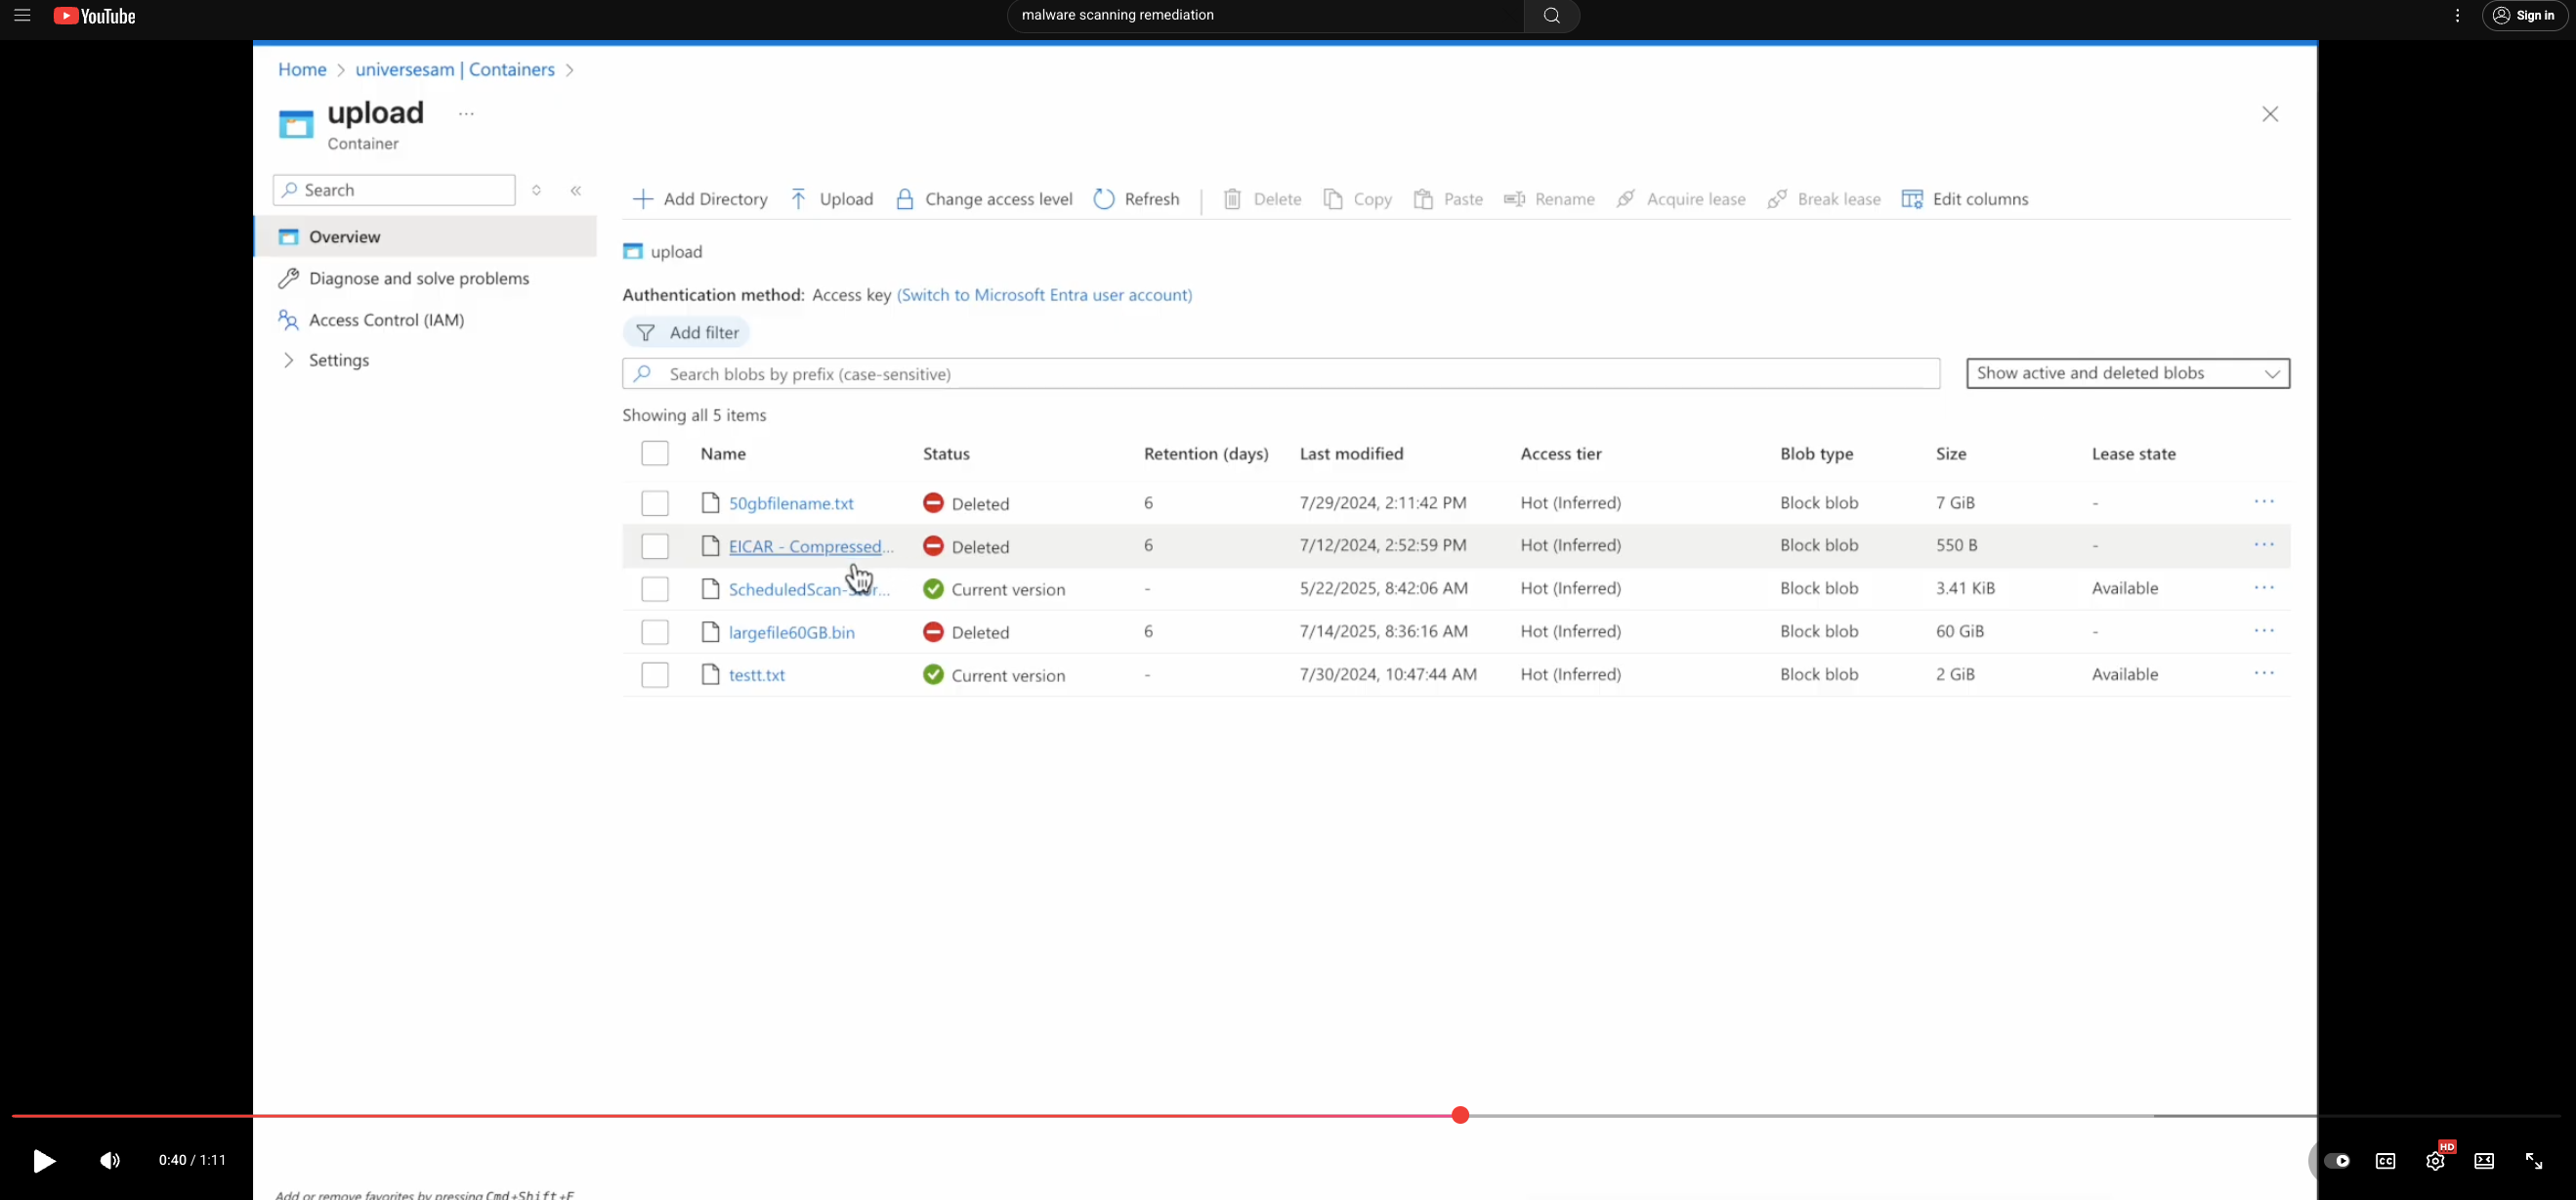 YouTube
malware scanning remediation
Sign in
Home > universesam | Containers >
upload ...
Container
Search
Overview
Diagnose and solve problems
Access Control (IAM)
Settings
Add Directory Upload Change access level Refresh Delete Copy Paste Rename Acquire lease Break lease Edit columns
upload
Authentication method: Access key (Switch to Microsoft Entra user account)
Add filter
Search blobs by prefix (case-sensitive) Show active and deleted blobs
Showing all 5 items
Name Status Retention (days) Last modified Access tier Blob type Size Lease state
50gbfilename.txt Deleted 6 7/29/2024, 2:11:42 PM Hot (Inferred) Block blob 7 GiB - ...
EICAR - Compressed... Deleted 6 7/12/2024, 2:52:59 PM Hot (Inferred) Block blob 550 B - ...
ScheduledScan-... Current version - 5/22/2025, 8:42:06 AM Hot (Inferred) Block blob 3.41 KiB Available ...
largefile60GB.bin Deleted 6 7/14/2025, 8:36:16 AM Hot (Inferred) Block blob 60 GiB - ...
testt.txt Current version - 7/30/2024, 10:47:44 AM Hot (Inferred) Block blob 2 GiB Available ...
0:40 / 1:11
CC
HD
Add or remove favorites by pressing Cmd+Shift+F